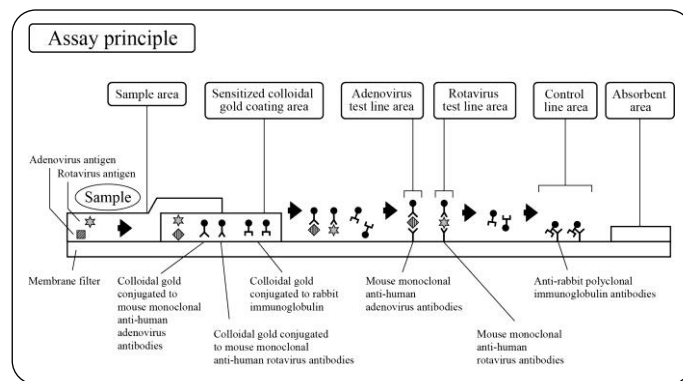 Assay principle
Sample area
Sensitized colloidal
gold coating area
Adenovirus
test line area
Rotavirus
test line area
Control
line area
Absorbent
area
Adenovirus antigen
Rotavirus antigen
Sample
Membrane filter
Colloidal gold
conjugated to
mouse monoclonal
anti-human
adenovirus
antibodies
Colloidal gold
conjugated to rabbit
immunoglobulin
Colloidal gold conjugated
to mouse monoclonal
anti-human rotavirus antibodies
Mouse monoclonal
anti-human
adenovirus antibodies
Mouse monoclonal
anti-human
rotavirus antibodies
Anti-rabbit polyclonal
immunoglobulin antibodies